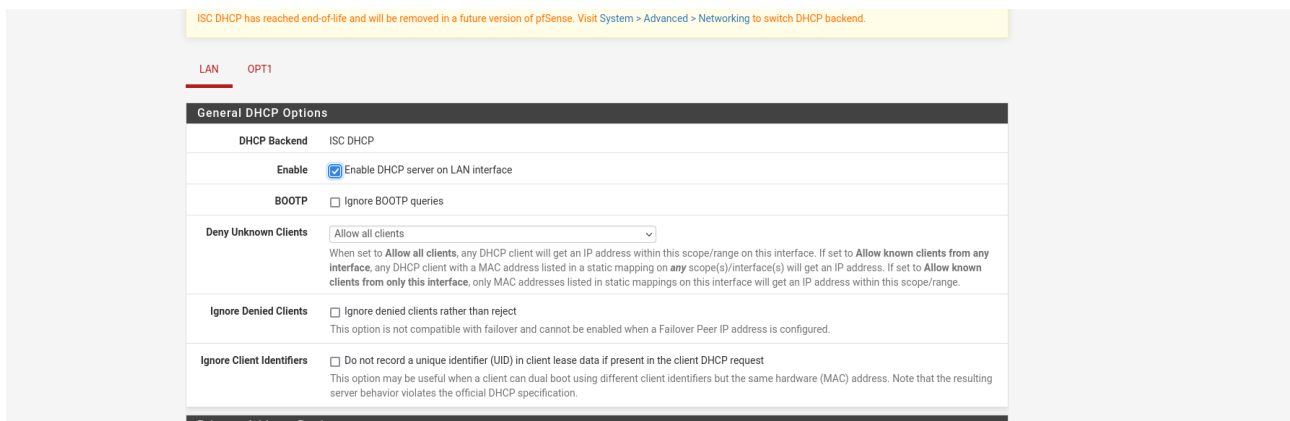 ISC DHCP has reached end-of-life and will be removed in a future version of pfSense. Visit System > Advanced > Networking to switch DHCP backend.
LAN OPT1
General DHCP Options
DHCP Backend ISC DHCP
Enable Enable DHCP server on LAN interface
BOOTP Ignore BOOTP queries
Deny Unknown Clients Allow all clients
When set to Allow all clients, any DHCP client will get an IP address within this scope/range on this interface. If set to Allow known clients from any
interface, any DHCP client with a MAC address listed in a static mapping on any scope(s)/interface(s) will get an IP address. If set to Allow known
clients from only this interface, only MAC addresses listed in static mappings on this interface will get an IP address within this scope/range.
Ignore Denied Clients Ignore denied clients rather than reject
This option is not compatible with failover and cannot be enabled when a Failover Peer IP address is configured.
Ignore Client Identifiers Do not record a unique identifier (UID) in client lease data if present in the client DHCP request
This option may be useful when a client can dual boot using different client identifiers but the same hardware (MAC) address. Note that the resulting
server behavior violates the official DHCP specification.